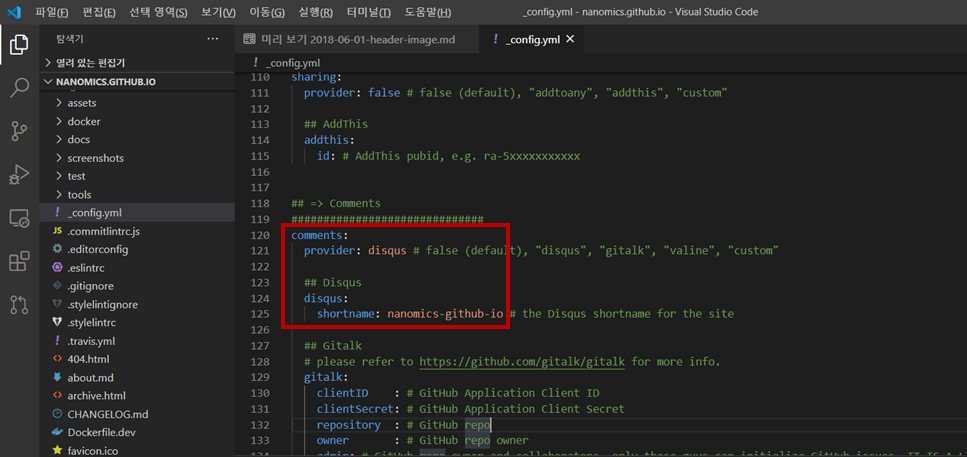 파일(F) 편집(E) 선택 영역(S) 보기(V) 이동(G) 실행(R) 터미널(T) 도움말(H) _config.yml - nanomics.github.io - Visual Studio Code
탐색기 ···
미리 보기 2018-06-01-header-image.md
! _config.yml ×
열려 있는 편집기
NANOMICS.GITHUB.IO
assets
docker
docs
screenshots
test
tools
! _config.yml
JS .commitlintrc.js
.editorconfig
.eslintrc
.gitignore
.stylelintignore
.stylelintrc
! .travis.yml
<> 404.html
about.md
<> archive.html
CHANGELOG.md
Dockerfile.dev
favicon.ico
! _config.yml
110 sharing:
111 provider: false # false (default), "addtoany", "addthis", "custom"
112
113 ## AddThis
114 addthis:
115 id: # AddThis pubid, e.g. ra-5xxxxxxxxxxx
116
117
118 ## => Comments
119 ##############################
120 comments:
121 provider: disqus # false (default), "disqus", "gitalk", "valine", "custom"
122
123 ## Disqus
124 disqus:
125 shortname: nanomics-github-io # the Disqus shortname for the site
126
127 ## Gitalk
128 # please refer to https://github.com/gitalk/gitalk for more info.
129 gitalk:
130 clientID : # GitHub Application Client ID
131 clientSecret: # GitHub Application Client Secret
132 repository : # GitHub repo
133 owner : # GitHub repo owner